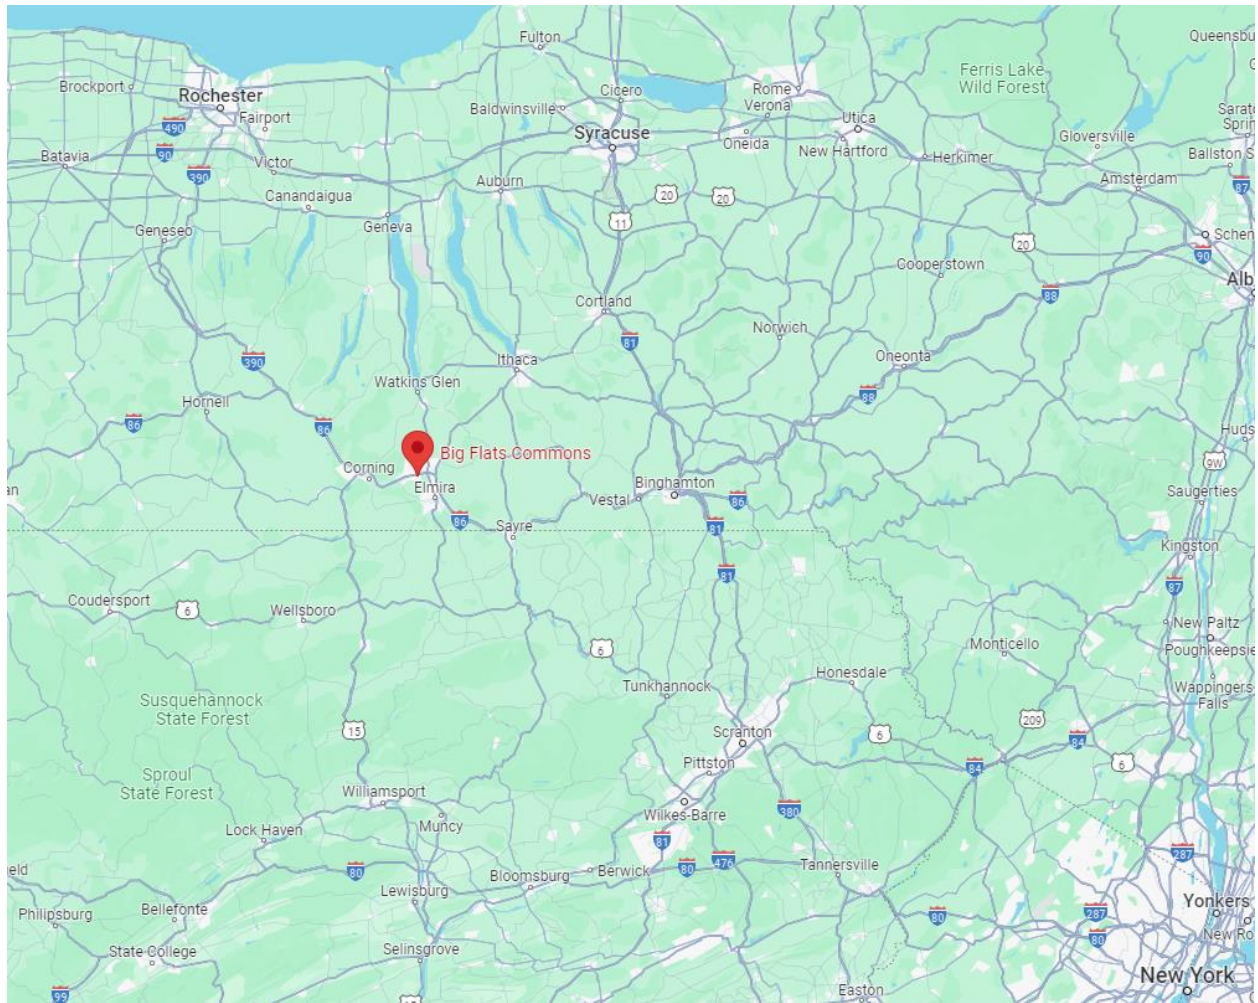 Fulton
Queensbu
Ferris Lake
Wild Forest
Brockport
Rochester
Cicero
Rome
Verona
Baldwinsville
Fairport
Utica
Sarato
Sprin
490
Syracuse
Oneida
New Hartford
Gloversville
Batavia
90
Victor
Herkimer
Ballston S
390
Auburn
Amsterdam
87
Canandaigua
20
20
Geneva
11
Geneseo
Schen
20
90
Cooperstown
Alb
88
Cortland
Norwich
81
390
Ithaca
Oneonta
Watkins Glen
88
Hornell
86
86
Huds
Big Flats Commons
9W
Corning
Elmira
Binghamton
an
Vestal
86
Saugerties
86
Sayre
81
Kingston
81
87
Coudersport
6
Wellsboro
New Paltz
6
Monticello
Poughkeepsie
Honesdale
Tunkhannock
Wappingers
Falls
Susquehannock
State Forest
209
15
Scranton
6
84
Pittston
84
6
Sproul
State Forest
Williamsport
Wilkes-Barre
380
Muncy
Lock Haven
81
287
80
80
476
Tannersville
eld
Bloomsburg
Berwick
Lewisburg
Yonkers
Philipsburg
Bellefonte
80
287
New Ro
State College
Selinsgrove
80
New York
99
Easton